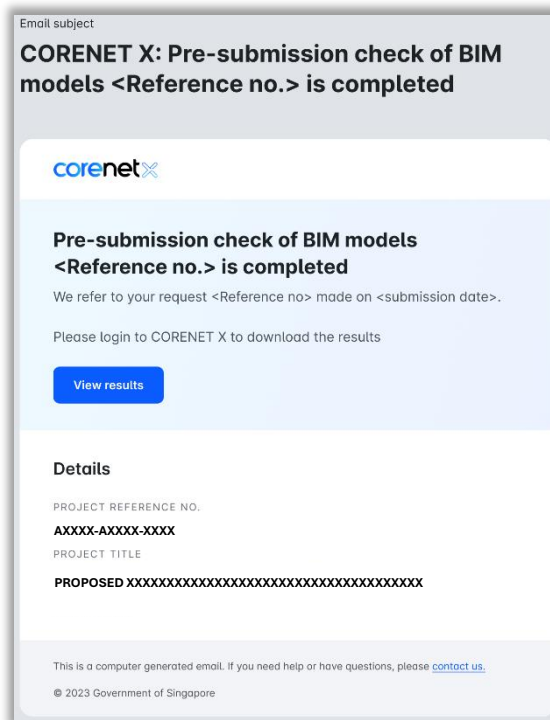 Email subject
CORENET X: Pre-submission check of BIM
models <Reference no.> is completed
corenetX
Pre-submission check of BIM models
<Reference no.> is completed
We refer to your request <Reference no> made on <submission date>.
Please login to CORENET X to download the results
View results
Details
PROJECT REFERENCE NO.
AXXXX-AXXXX-XXXX
PROJECT TITLE
PROPOSED XXXXXXXXXXXXXXXXXXXXXXXXXXXXXXXXXXXXX
This is a computer generated email. If you need help or have questions, please contact us.
© 2023 Government of Singapore